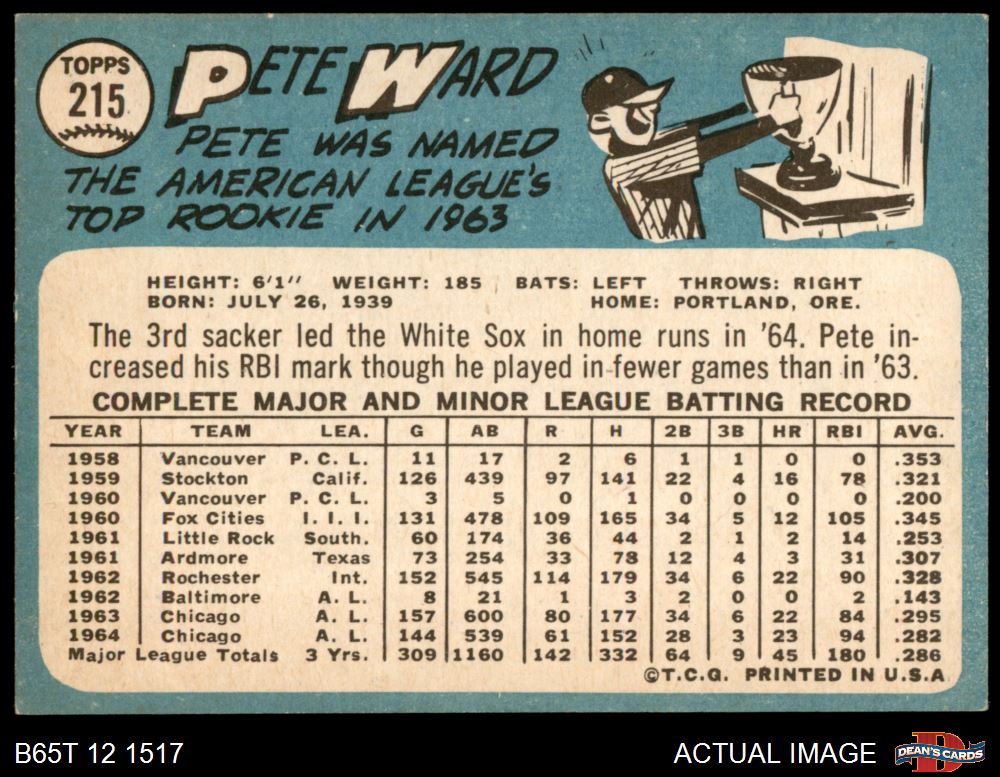 TOPPS
215
PETE WARD
PETE WAS NAMED
THE AMERICAN LEAGUE'S
TOP ROOKIE IN 1963
HEIGHT: 6'1" WEIGHT: 185 BATS: LEFT THROWS: RIGHT
BORN: JULY 26, 1939 HOME: PORTLAND, ORE.
The 3rd sacker led the White Sox in home runs in '64. Pete in-
creased his RBI mark though he played in fewer games than in '63.
COMPLETE MAJOR AND MINOR LEAGUE BATTING RECORD
YEAR TEAM LEA. G AB R H 2B 3B HR RBI AVG.
1958 Vancouver P. C. L. 11 17 2 6 1 1 0 0 .353
1959 Stockton Calif. 126 439 97 141 22 4 16 78 .321
1960 Vancouver P. C. L. 3 5 0 1 0 0 0 0 .200
1960 Fox Cities I. I. I. 131 478 109 165 34 5 12 105 .345
1961 Little Rock South. 60 174 36 44 2 1 2 14 .253
1961 Ardmore Texas 73 254 33 78 12 4 3 31 .307
1962 Rochester Int. 152 545 114 179 34 6 22 90 .328
1962 Baltimore A. L. 8 21 1 3 2 0 0 2 .143
1963 Chicago A. L. 157 600 80 177 34 6 22 84 .295
1964 Chicago A. L. 144 539 61 152 28 3 23 94 .282
Major League Totals 3 Yrs. 309 1160 142 332 64 9 45 180 .286
©T.C.G. PRINTED IN U.S.A.
B65T 12 1517 ACTUAL IMAGE
DEAN'S CARDS